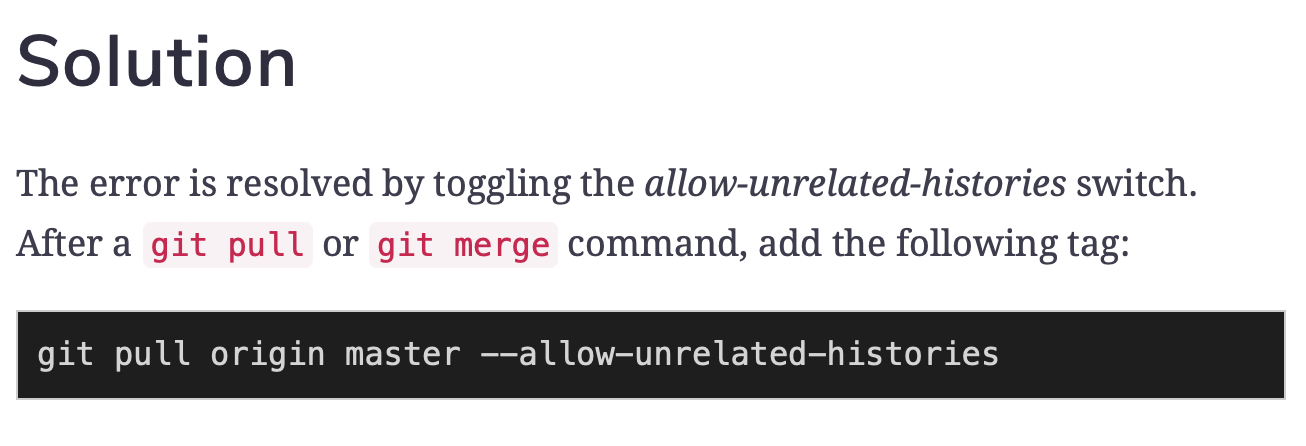 Solution
The error is resolved by toggling the allow-unrelated-histories switch.
After a git pull or git merge command, add the following tag:
git pull origin master --allow-unrelated-histories